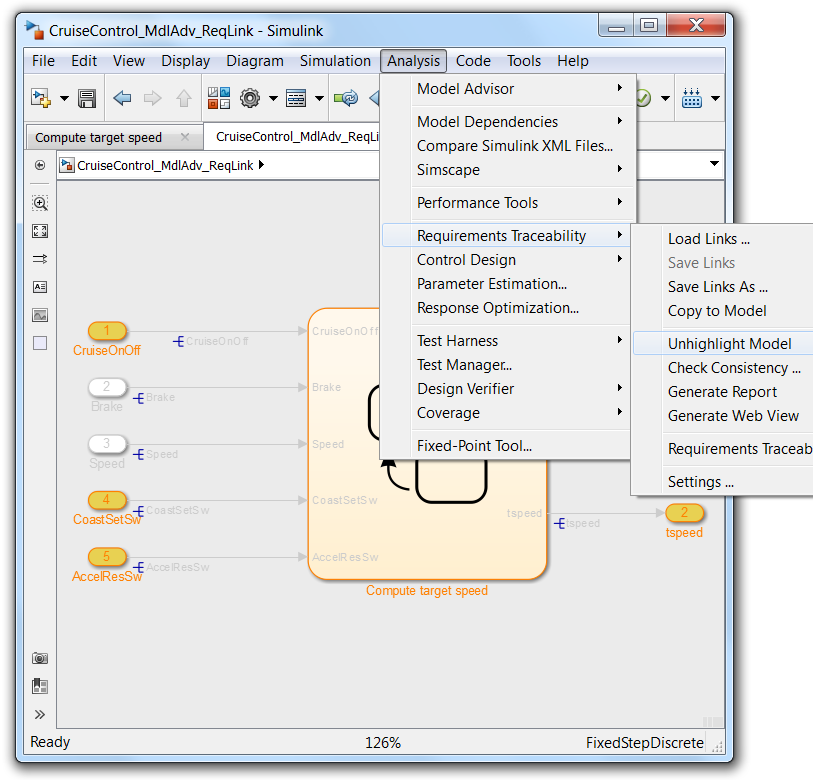 CruiseControl_MdlAdv_ReqLink - Simulink
File Edit View Display Diagram Simulation Analysis Code Tools Help
Compute target speed
CruiseControl_MdlAdv_ReqLi
CruiseControl_MdlAdv_ReqLink
Model Advisor
Model Dependencies
Compare Simulink XML Files...
Simscape
Performance Tools
Requirements Traceability
Control Design
Parameter Estimation...
Response Optimization...
Test Harness
Test Manager...
Design Verifier
Coverage
Fixed-Point Tool...
Load Links ...
Save Links
Save Links As ...
Copy to Model
Unhighlight Model
Check Consistency ...
Generate Report
Generate Web View
Requirements Traceab
Settings ...
1
CruiseOnOff
CruiseOnOff
CruiseOnOff
2
Brake
Brake
Brake
3
Speed
Speed
Speed
4
CoastSetSw
CoastSetSw
CoastSetSw
5
AccelResSw
AccelResSw
AccelResSw
tspeed
tspeed
2
tspeed
Compute target speed
Ready 126% FixedStepDiscrete